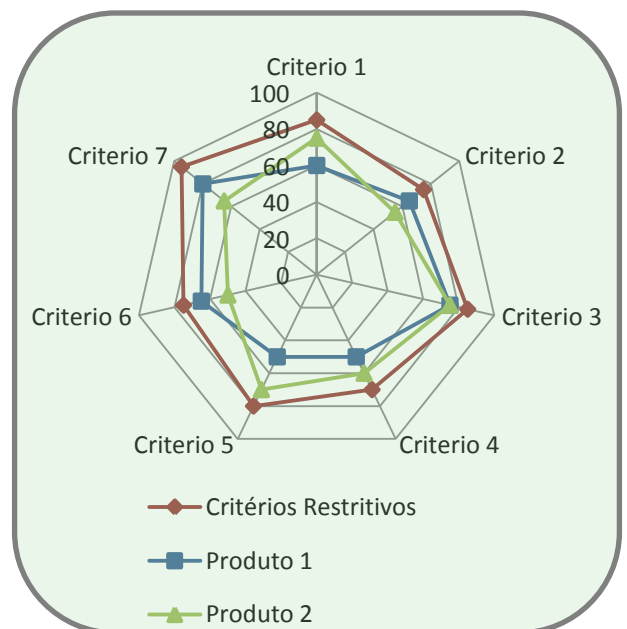 Criterio 1
100
80
60
40
20
0
Criterio 2
Criterio 3
Criterio 4
Criterio 5
Criterio 6
Criterio 7
Critérios Restritivos
Produto 1
Produto 2